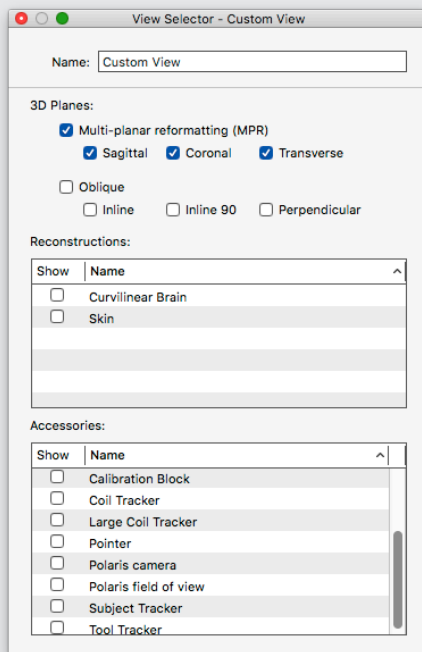 View Selector - Custom View
Name: Custom View
3D Planes:
Multi-planar reformatting (MPR)
Sagittal Coronal Transverse
Oblique
Inline Inline 90 Perpendicular
Reconstructions:
Show Name
Curvilinear Brain
Skin
Accessories:
Show Name
Calibration Block
Coil Tracker
Large Coil Tracker
Pointer
Polaris camera
Polaris field of view
Subject Tracker
Tool Tracker